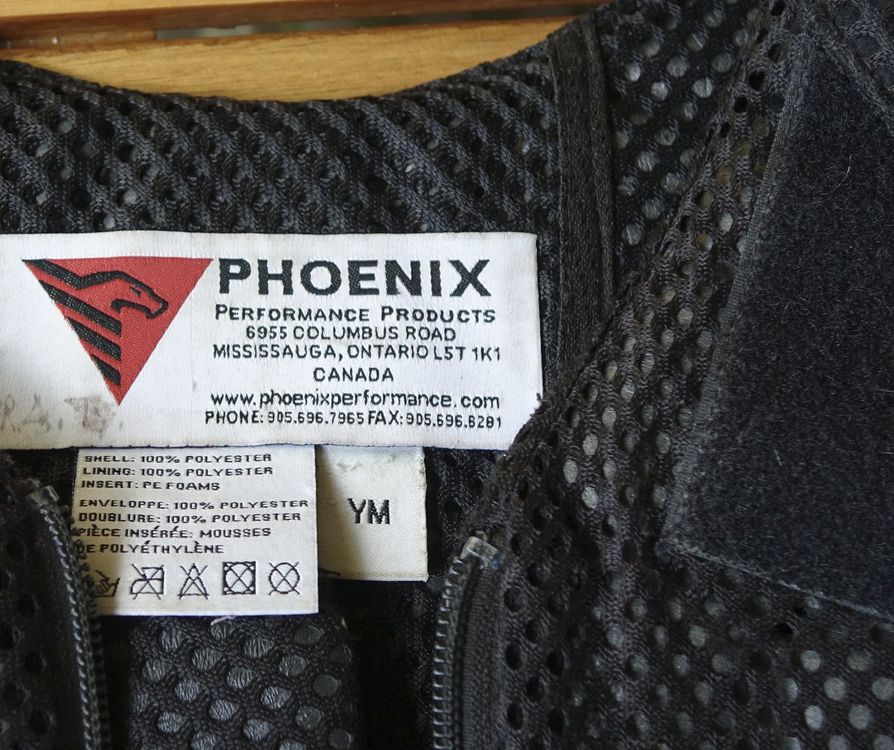 PHOENIX
PERFORMANCE PRODUCTS
6955 COLUMBUS ROAD
MISSISSAUGA, ONTARIO L5T 1K1
CANADA
www.phoenixperformance.com
PHONE: 905.696.7965 FAX: 905.696.8281
SHELL: 100% POLYESTER
LINING: 100% POLYESTER
INSERT: PE FOAMS
ENVELOPPE: 100% POLYESTER
DOUBLURE: 100% POLYESTER
PIÈCE INSÉRÉE: MOUSSES
DE POLYÉTHYLÈNE
YM